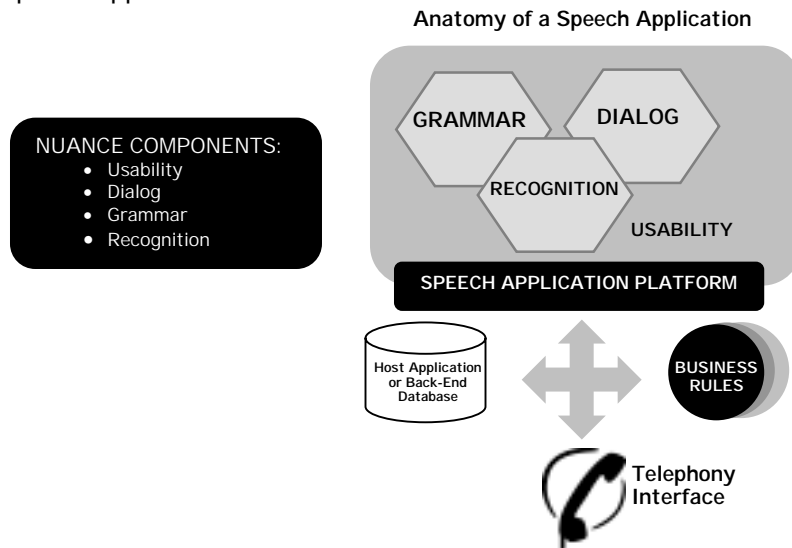 Anatomy of a Speech Application
NUANCE COMPONENTS:
• Usability
• Dialog
• Grammar
• Recognition
GRAMMAR
DIALOG
RECOGNITION
USABILITY
SPEECH APPLICATION PLATFORM
Host Application
or Back-End
Database
BUSINESS
RULES
Telephony
Interface